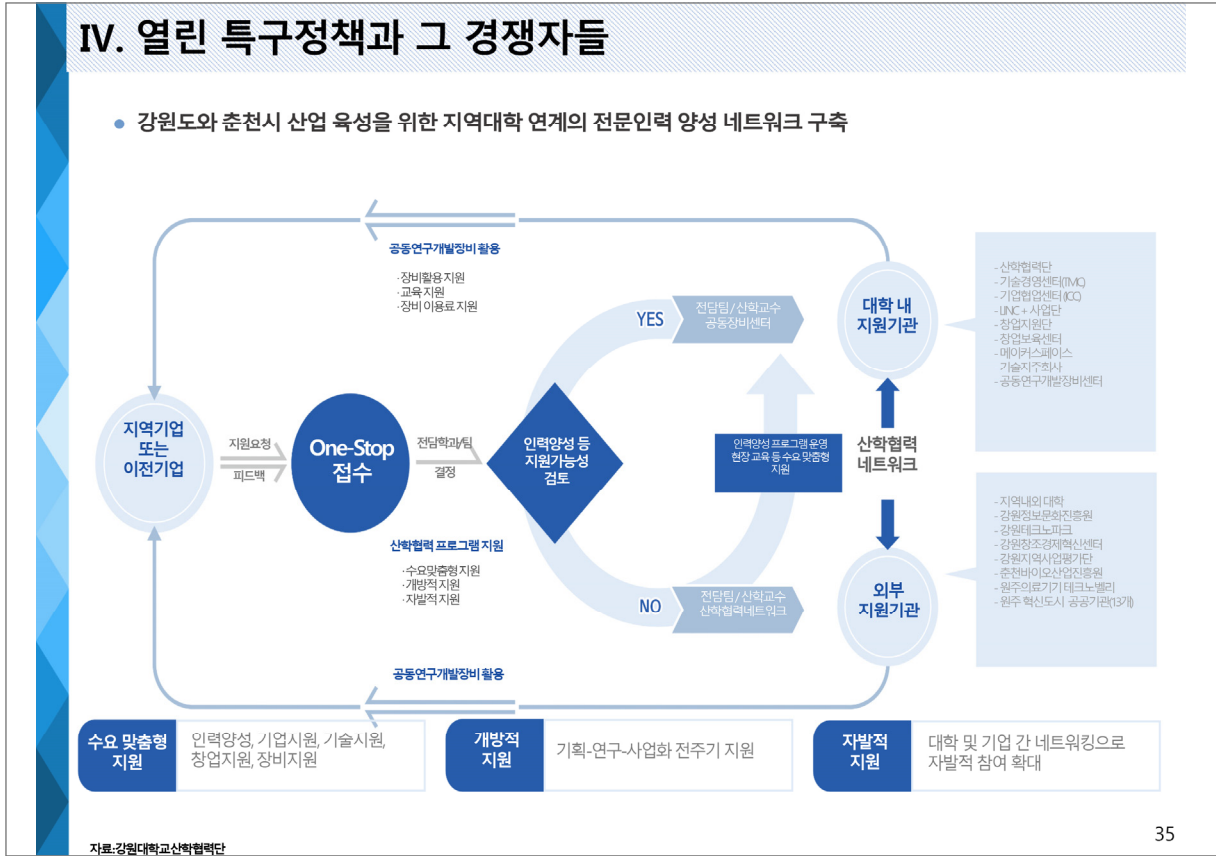 IV. 열린 특구정책과 그 경쟁자들
● 강원도와 춘천시 산업 육성을 위한 지역대학 연계의 전문인력 양성 네트워크 구축
공동연구개발장비 활용
·장비활용지원
·교육 지원
·장비 이용료 지원
YES
전담팀 / 산학교수
공동장비센터
대학 내
지원기관
- 산학협력단
- 기술경영센터(TMC)
- 기업협업센터(ICC)
- LINC + 사업단
- 창업지원단
- 창업보육센터
- 메이커스페이스
기술지주회사
- 공동연구개발장비센터
지역기업
또는
이전기업
지원요청
피드백
One-Stop
접수
전담학과/팀
결정
인력양성 등
지원가능성
검토
인력양성 프로그램 운영
현장 교육 등 수요 맞춤형
지원
산학협력
네트워크
산학협력 프로그램 지원
·수요맞춤형지원
·개방적 지원
·자발적 지원
NO
전담팀 / 산학교수
산학협력네트워크
외부
지원기관
- 지역내외 대학
- 강원정보문화진흥원
- 강원테크노파크
- 강원창조경제혁신센터
- 강원지역사업평가단
- 춘천바이오산업진흥원
- 원주의료기기 테크노벨리
- 원주 혁신도시 공공기관(13개)
공동연구개발장비 활용
수요 맞춤형
지원
인력양성, 기업시원, 기술시원,
창업지원, 장비지원
개방적
지원
기획-연구-사업화 전주기 지원
자발적
지원
대학 및 기업 간 네트워킹으로
자발적 참여 확대
자료:강원대학교산학협력단
35